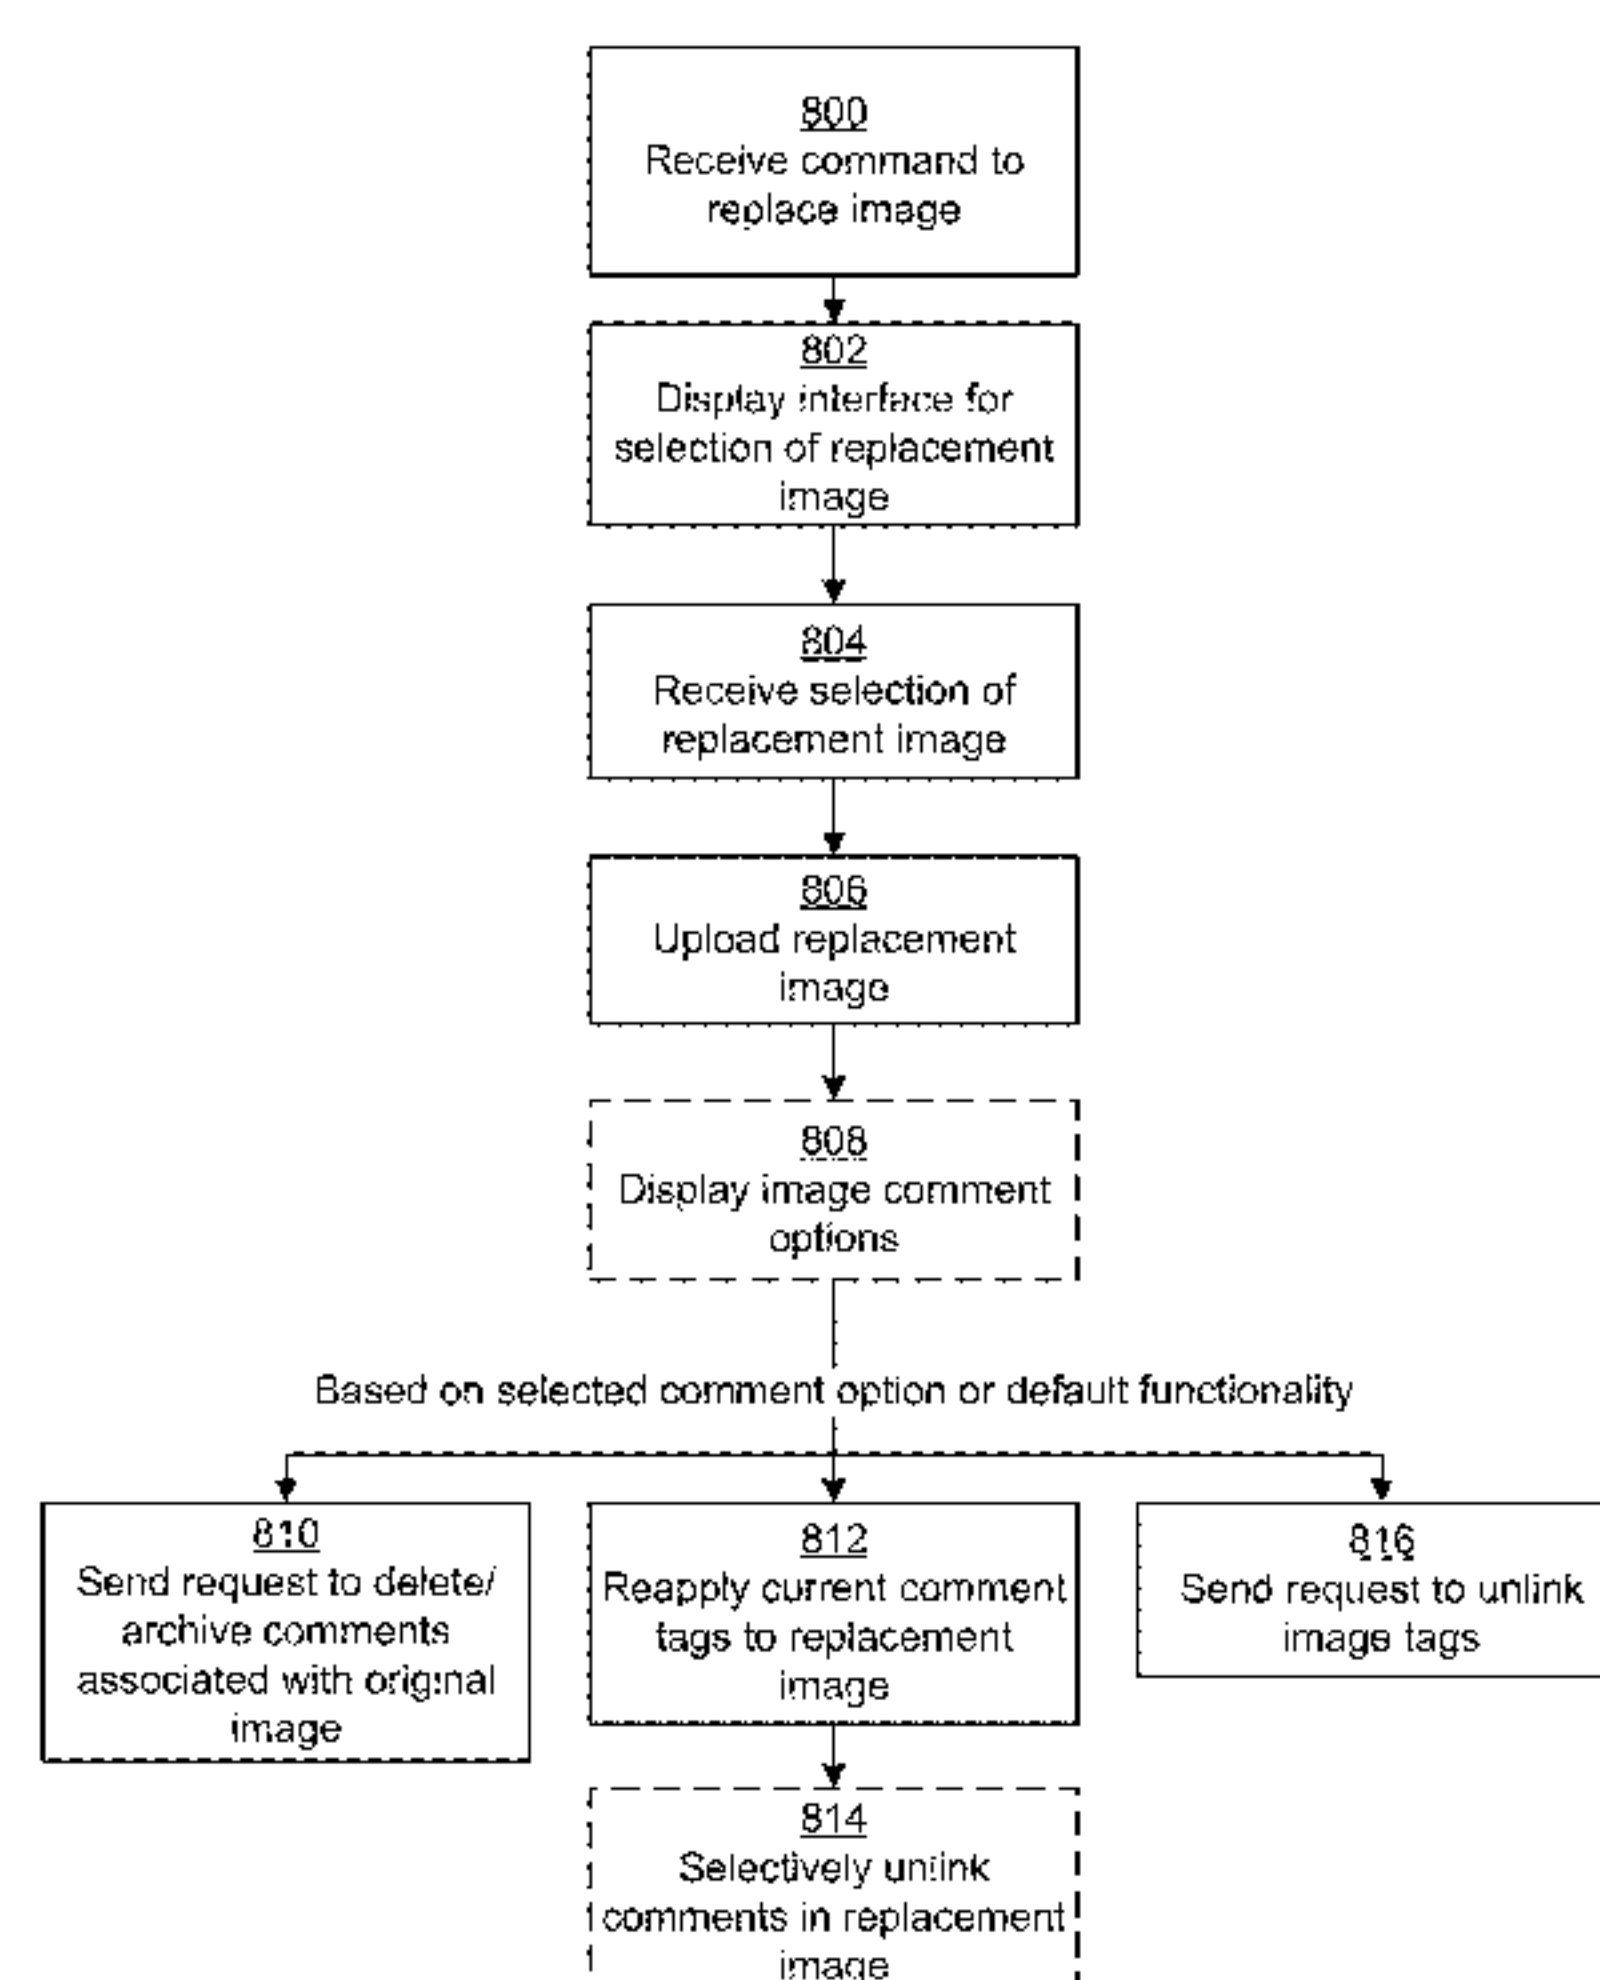 800
Receive command to
replace image
802
Display interface for
selection of replacement
image
804
Receive selection of
replacement image
806
Upload replacement
image
808
Display image comment
options
Based on selected comment option or default functionality
810
Send request to delete/
archive comments
associated with original
image
812
Reapply current comment
tags to replacement
image
816
Send request to unlink
image tags
814
Selectively unlink
comments in replacement
image